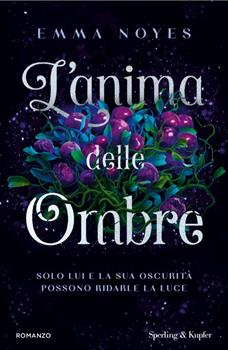 EMMA NOYES
L'anima
delle
Ombre
SOLO LUI E LA SUA OSCURITÀ
POSSONO RIDARLE LA LUCE
ROMANZO
Sperling & Kupfer